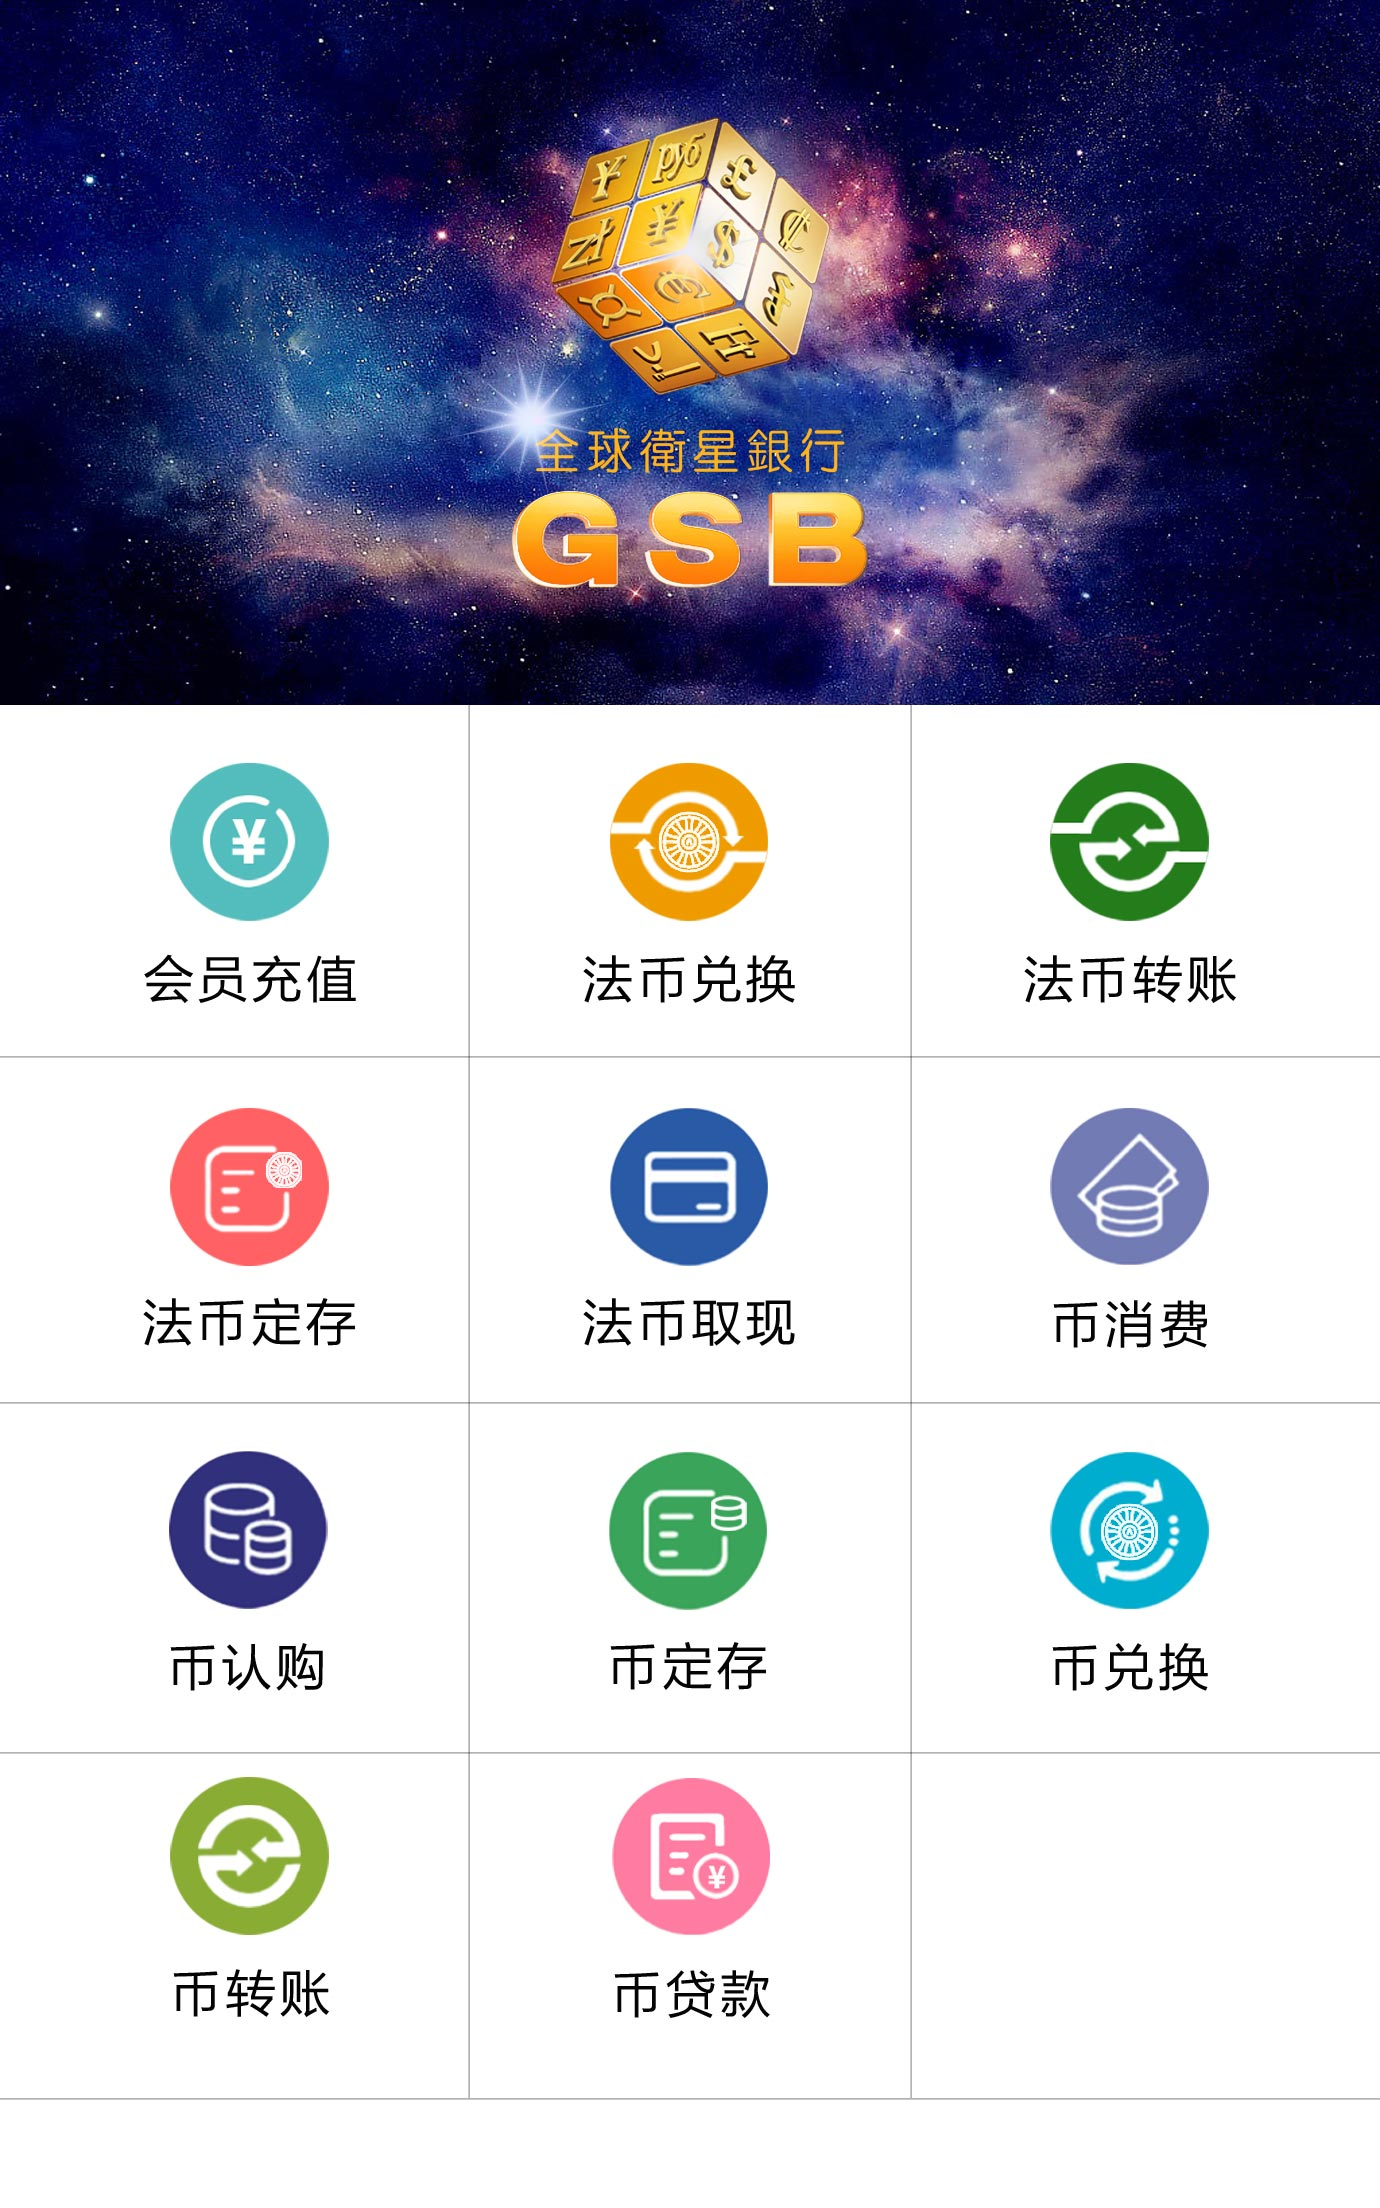 全球衛星銀行
GSB
会员充值
法币兑换
法币转账
法币定存
法币取现
币消费
币认购
币定存
币兑换
币转账
币贷款